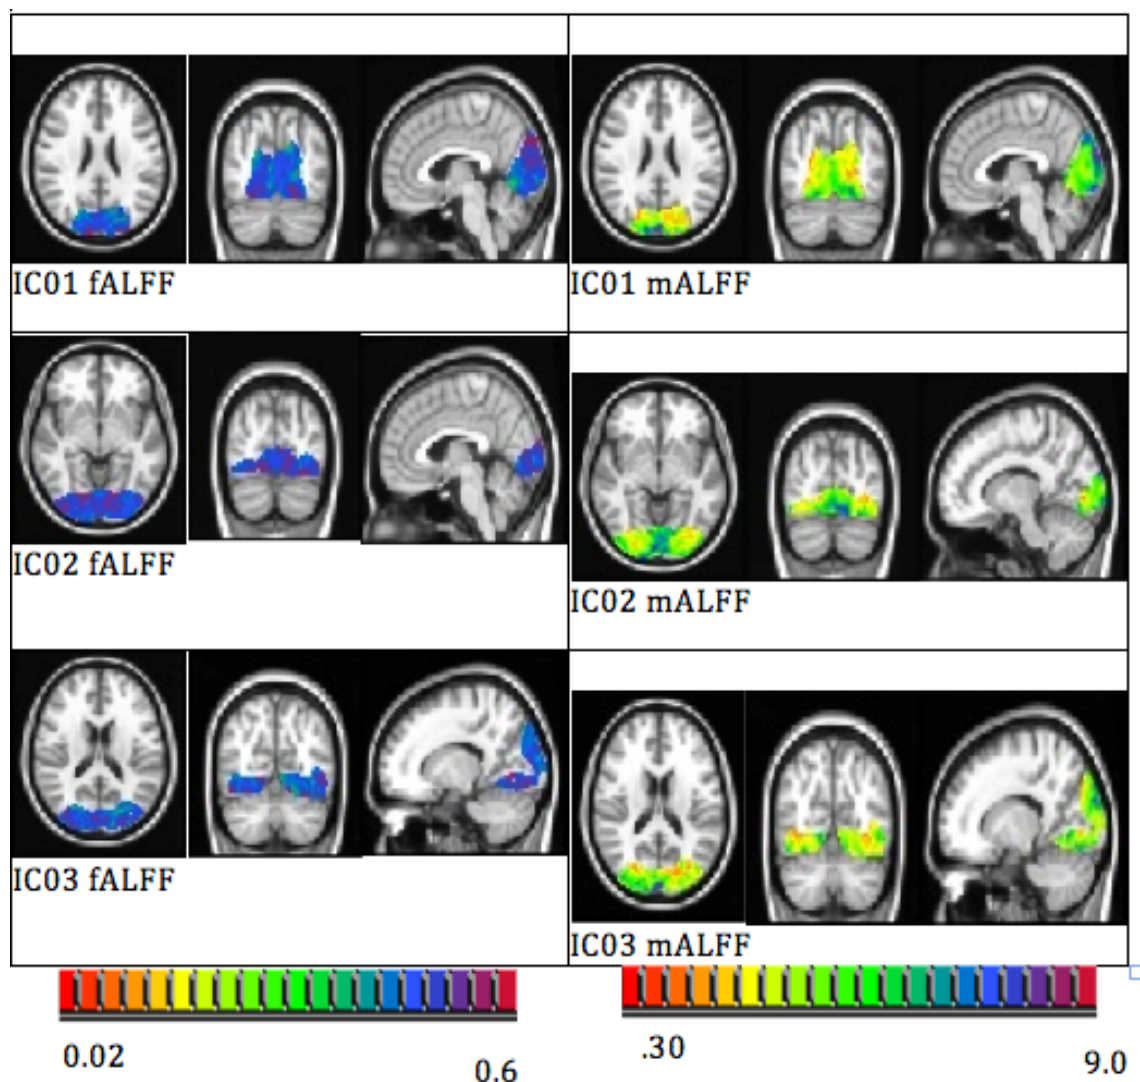 IC01 fALFF
IC01 mALFF
IC02 fALFF
IC02 mALFF
IC03 fALFF
IC03 mALFF
0.02
0.6
.30
9.0